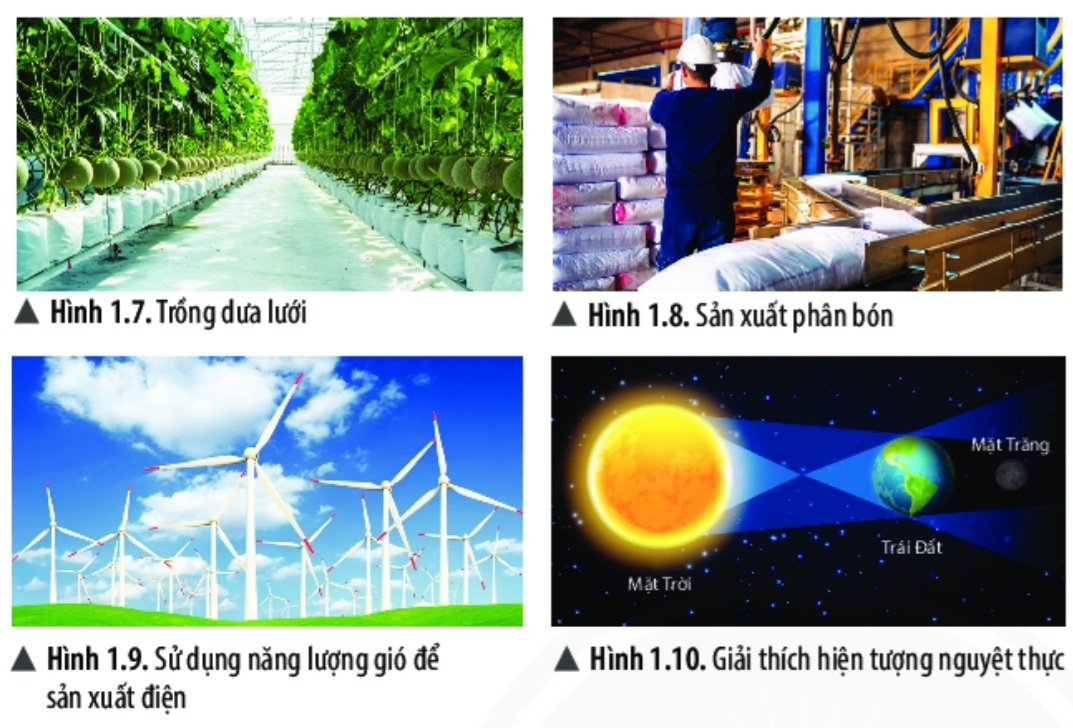 ▲ Hình 1.7. Trồng dưa lưới
▲ Hình 1.8. Sản xuất phân bón
Mặt Trời
Trái Đất
Mặt Trăng
▲ Hình 1.9. Sử dụng năng lượng gió để
sản xuất điện
▲ Hình 1.10. Giải thích hiện tượng nguyệt thực